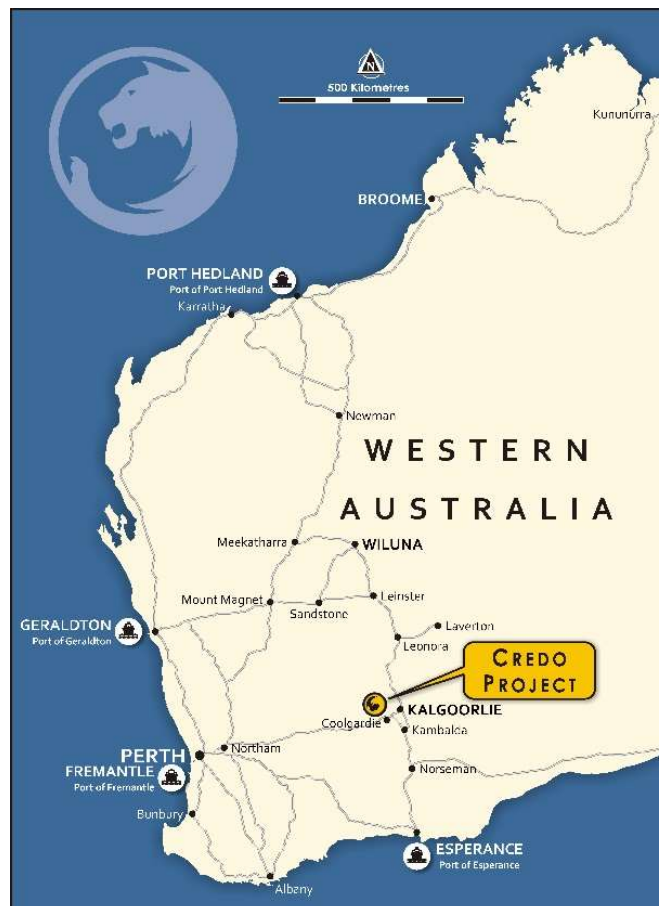 N
500 Kilometres
Kununurra
BROOME
PORT HEDLAND
Port of Port Hedland
Karratha
Newman
WESTERN
AUSTRALIA
Meekatharra
WILUNA
Mount Magnet
Sandstone
Leinster
GERALDTON
Port of Geraldton
Laverton
Leonora
CREDO
PROJECT
KALGOORLIE
Coolgardie
Kambalda
PERTH
Northam
FREMANTLE
Port of Fremantle
Norseman
Bunbury
ESPERANCE
Port of Esperance
Albany